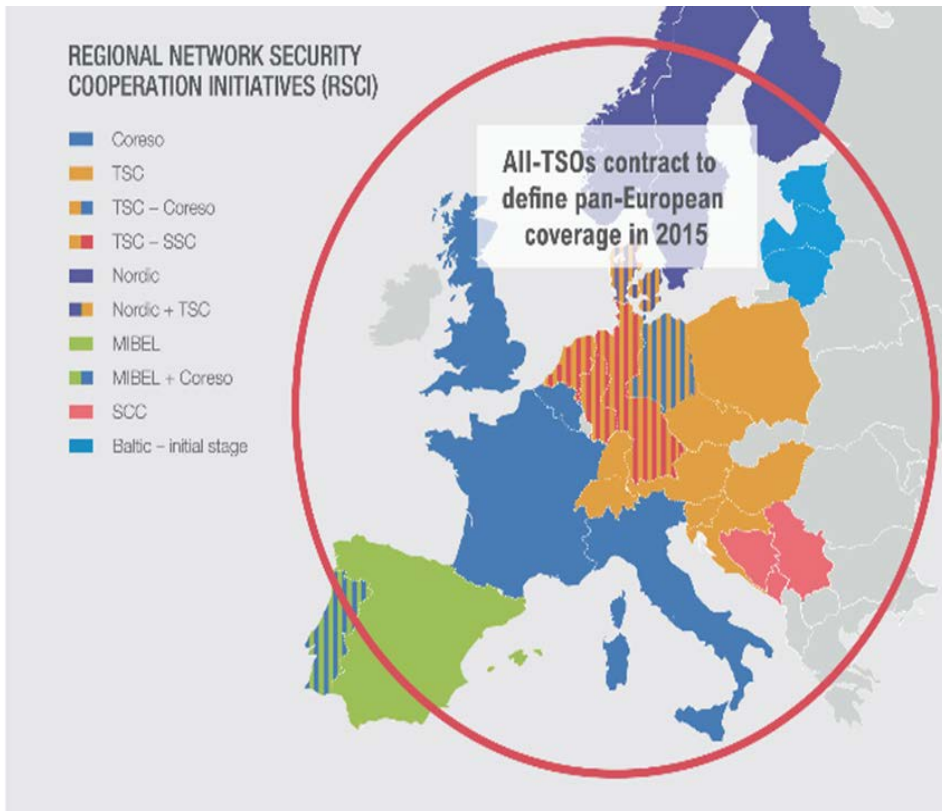 REGIONAL NETWORK SECURITY
COOPERATION INITIATIVES (RSCI)
Coreso
TSC
TSC – Coreso
TSC – SSC
Nordic
Nordic + TSC
MIBEL
MIBEL + Coreso
SCC
Baltic – initial stage
All-TSOs contract to
define pan-European
coverage in 2015